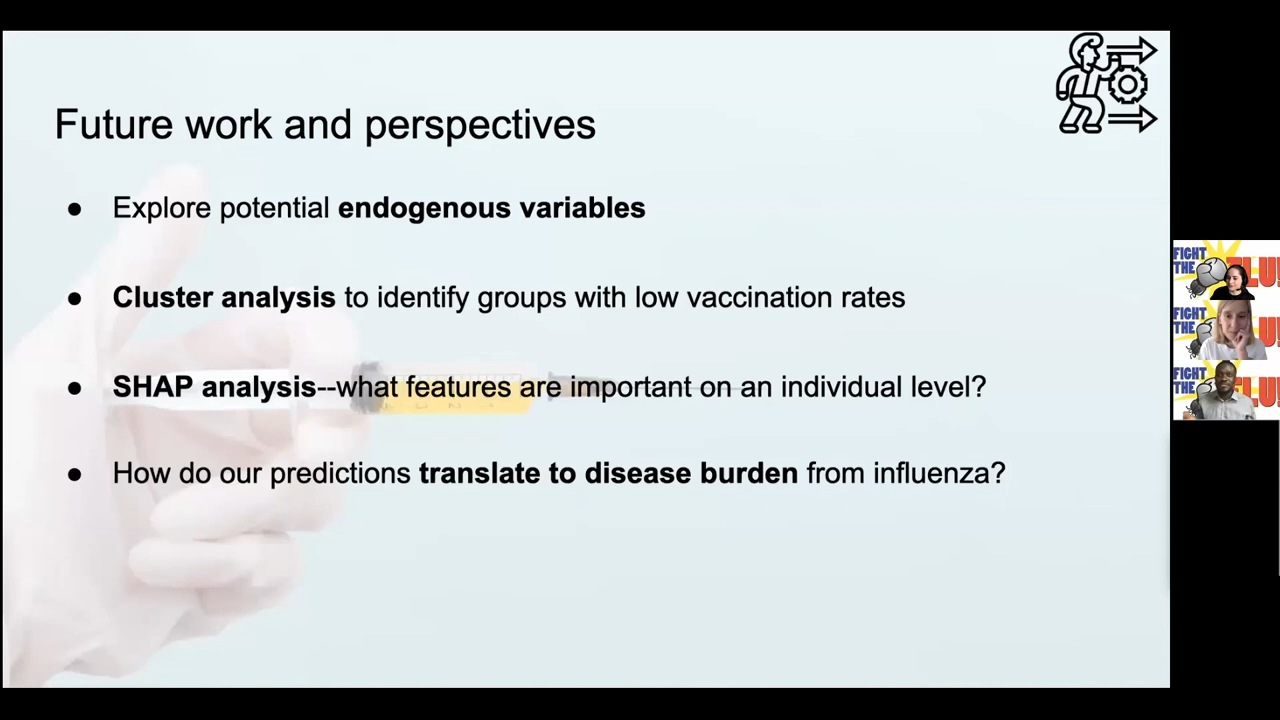 Future work and perspectives
● Explore potential endogenous variables
● Cluster analysis to identify groups with low vaccination rates
● SHAP analysis--what features are important on an individual level?
● How do our predictions translate to disease burden from influenza?
FIGHT
THE
FLU!
FIGHT
THE
FIGHT
THE